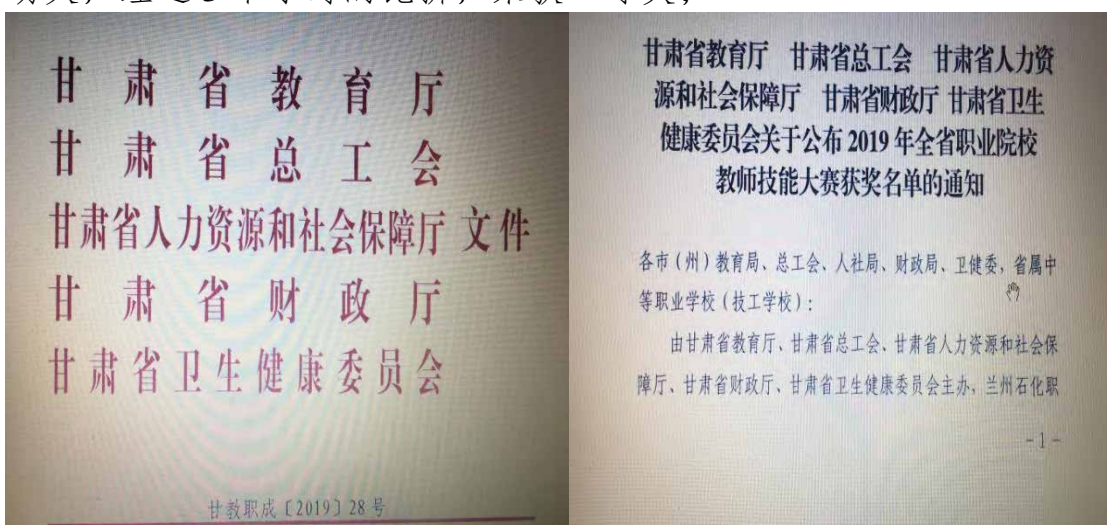 甘肃省教育厅
甘肃省总工会
甘肃省人力资源和社会保障厅 文件
甘肃省财政厅
甘肃省卫生健康委员会
甘教职成〔2019〕28号
甘肃省教育厅 甘肃省总工会 甘肃省人力资
源和社会保障厅 甘肃省财政厅 甘肃省卫生
健康委员会关于公布2019年全省职业院校
教师技能大赛获奖名单的通知
各市(州)教育局、总工会、人社局、财政局、卫健委,省属中
等职业学校(技工学校):
由甘肃省教育厅、甘肃省总工会、甘肃省人力资源和社会保
障厅、甘肃省财政厅、甘肃省卫生健康委员会主办,兰州石化职
-1-